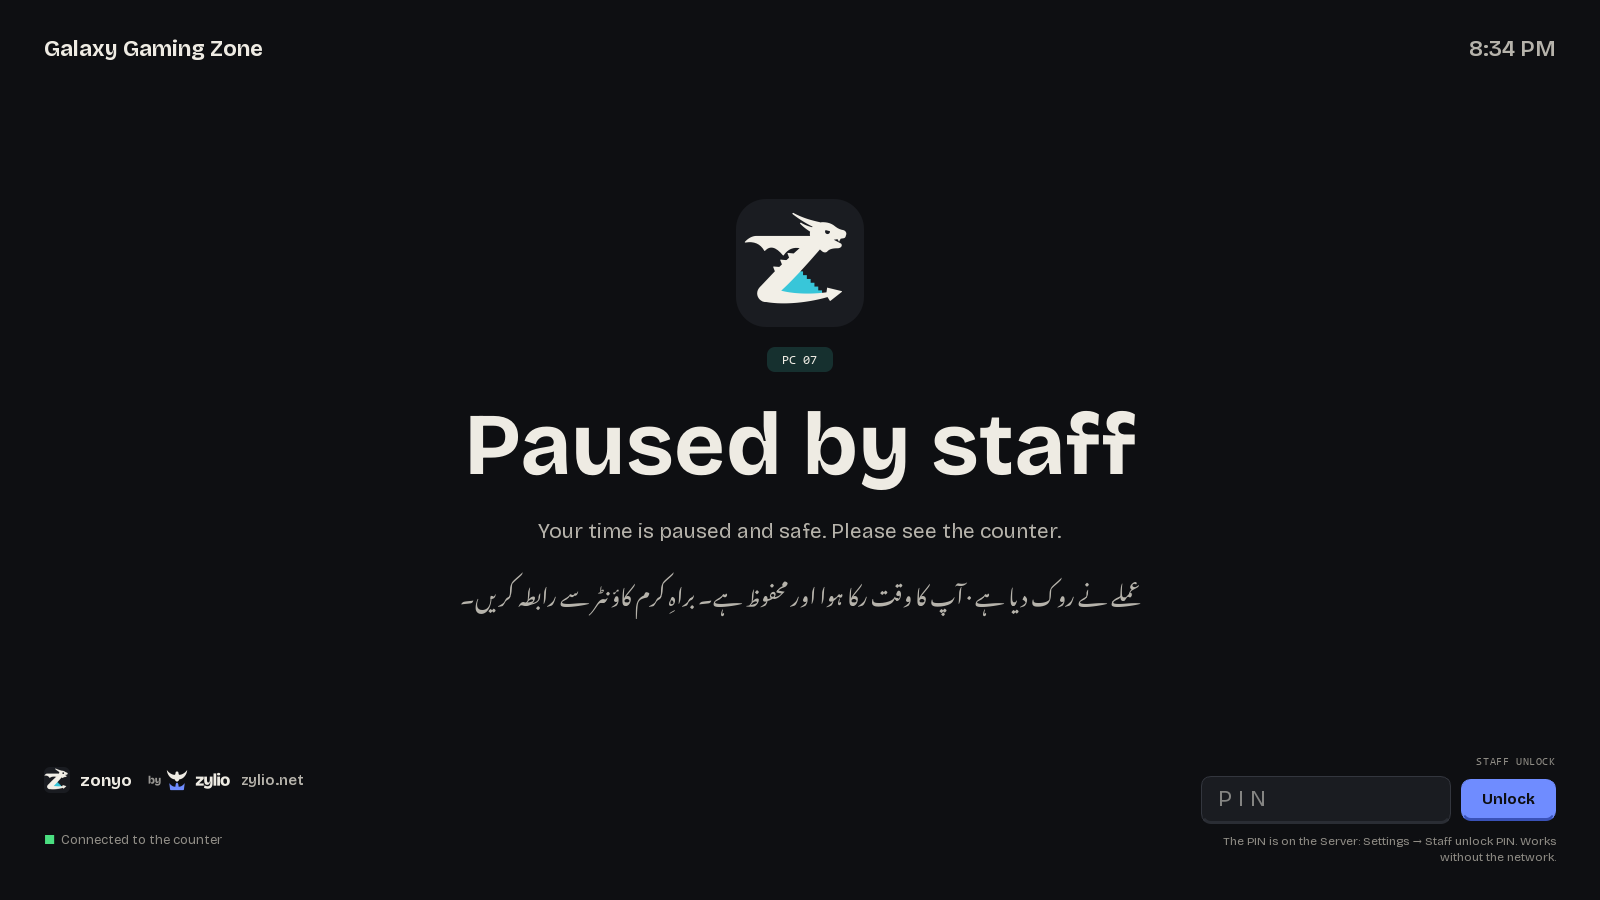 Galaxy Gaming Zone
8:34 PM
PC 07
Paused by staff
Your time is paused and safe. Please see the counter.
عملے نے روک دیا ہے · آپ کا وقت رکا ہوا اور محفوظ ہے۔ براہِ کرم کاؤنٹر سے رابطہ کریں۔
zonyo by zylio zylio.net
Connected to the counter
STAFF UNLOCK
PIN
Unlock
The PIN is on the Server: Settings → Staff unlock PIN. Works
without the network.